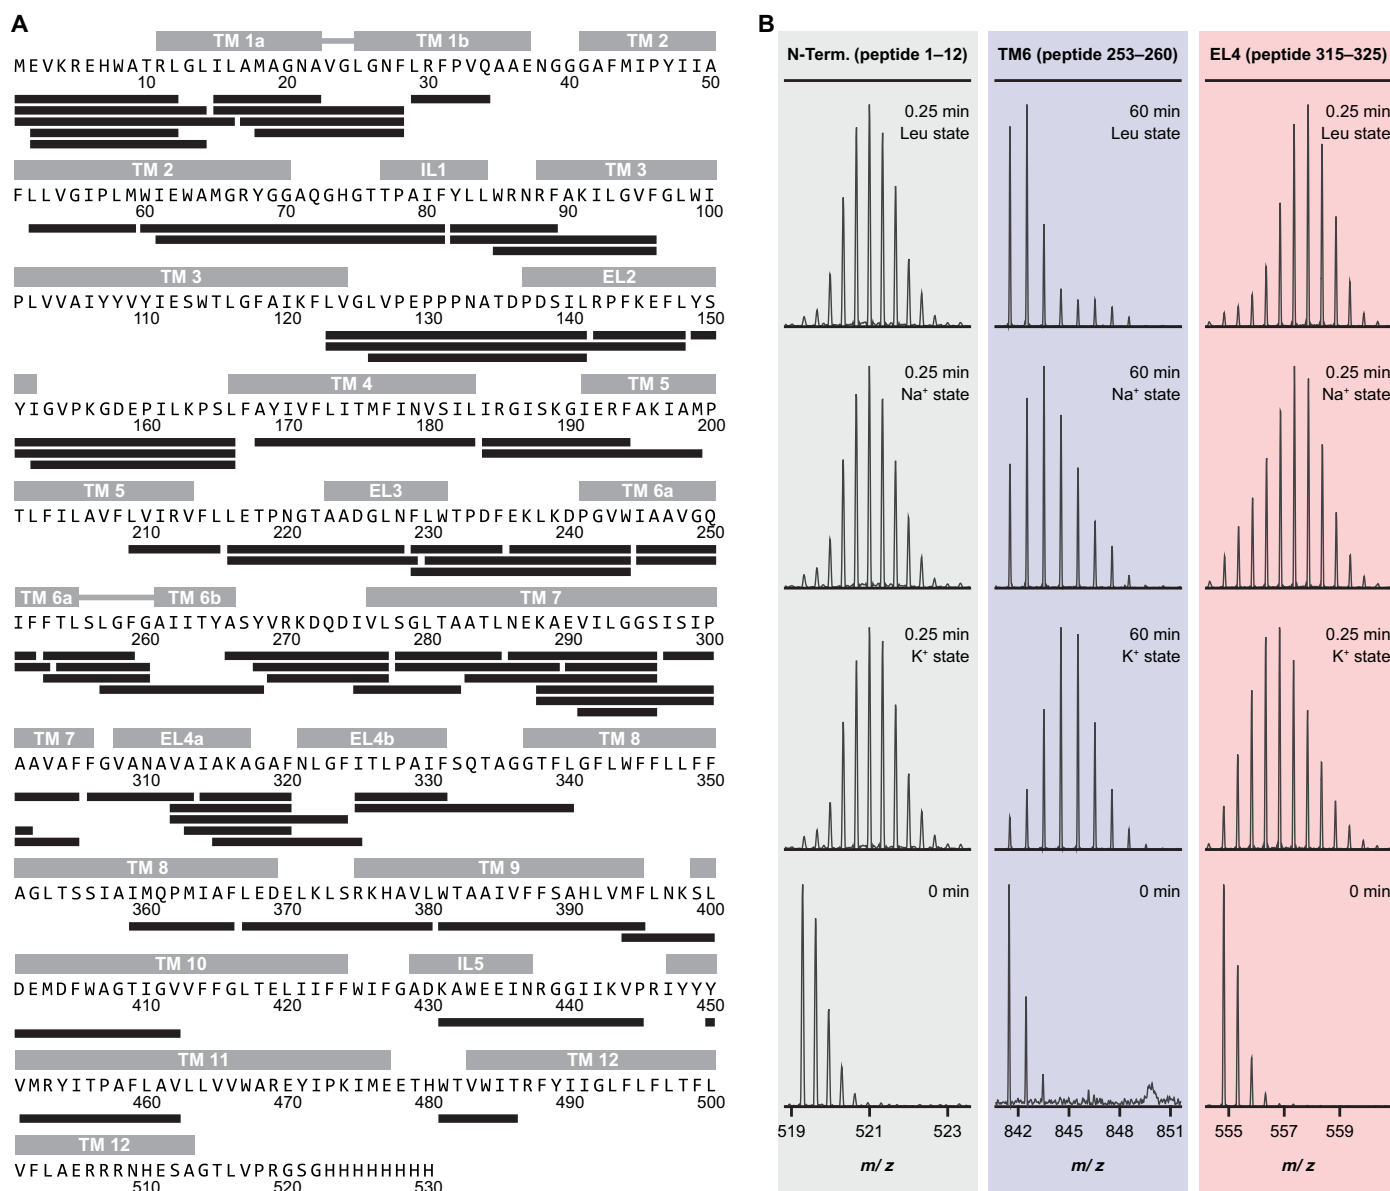 A
TM 1a TM 1b TM 2
MEVKREHWATRLGLILAMAGNAVGLGNFLRFPVQAAENGGGAFMIPYIIA
10 20 30 40 50
TM 2 IL1 TM 3
FLLVGIPLMWIEWAMGRYGGAQGHGTTPAIFYLLWRNRFAKILGVFGLWI
60 70 80 90 100
TM 3 EL2
PLVVAIYYVYIESWTLGFAIKFLVGLVPEPPPNATDPDSILRPFKEFLYS
110 120 130 140 150
TM 4 TM 5
YIGVPKGDEPILKPSLFAYIVFLITMFINVSILIRGISKGIERFAKIAMP
160 170 180 190 200
TM 5 EL3 TM 6a
TLFILAVFLVIRVFLLETPNGTAADGLNFLWTPDFEKLKDPGVWIAAVGQ
210 220 230 240 250
TM 6a TM 6b TM 7
IFFTLSLGFGAIITYASYVRKDQDIVLSGLTAATLNEKAEVILGGSISIP
260 270 280 290 300
TM 7 EL4a EL4b TM 8
AAVAFFGVANAVAIAKAGAFNLGFITLPAIFSQTAGGTFLGFLWFFLLFF
310 320 330 340 350
TM 8 TM 9
AGLTSSIAIMQPMIAFLEDELKLSRKHAVLWTAAIVFFSAHLVMFLNKSL
360 370 380 390 400
TM 10 IL5
DEMDFWAGTIGVVFFGLTELIIFFWIFGADKAWEEINRGGIIKVPRIYYY
410 420 430 440 450
TM 11 TM 12
VMRYITPAFLAVLLVVWAREYIPKIMEETHWTVWITRFYIIGLFLFLTFL
460 470 480 490 500
TM 12
VFLAERRRNHESAGTLVPRGSGHHHHHHHH
510 520 530
B
N-Term. (peptide 1–12) TM6 (peptide 253–260) EL4 (peptide 315–325)
0.25 min 60 min 0.25 min
Leu state Leu state Leu state
0.25 min 60 min 0.25 min
Na⁺ state Na⁺ state Na⁺ state
0.25 min 60 min 0.25 min
K⁺ state K⁺ state K⁺ state
0 min 0 min 0 min
519 521 523 842 845 848 851 555 557 559
m/z m/z m/z